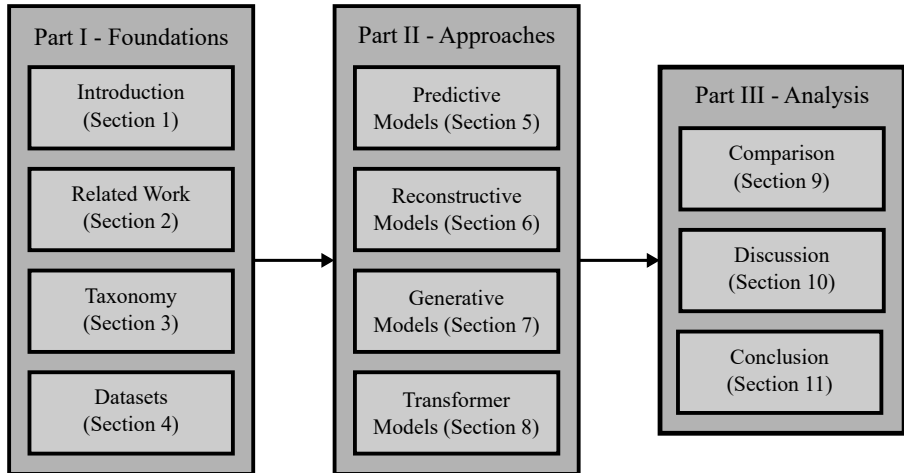 Part I - Foundations
Introduction
(Section 1)
Related Work
(Section 2)
Taxonomy
(Section 3)
Datasets
(Section 4)
Part II - Approaches
Predictive
Models (Section 5)
Reconstructive
Models (Section 6)
Generative
Models (Section 7)
Transformer
Models (Section 8)
Part III - Analysis
Comparison
(Section 9)
Discussion
(Section 10)
Conclusion
(Section 11)